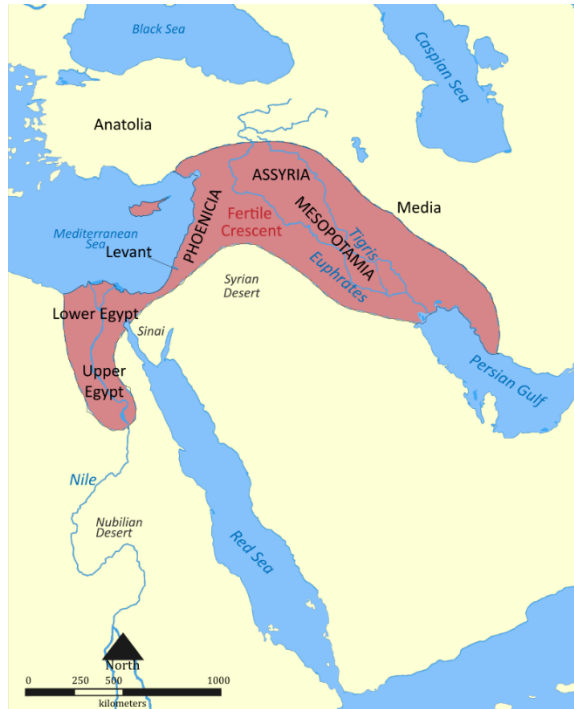 Black Sea
Caspian Sea
Anatolia
ASSYRIA
PHOENICIA
MESOPOTAMIA
Media
Fertile
Crescent
Tigris
Mediterranean
Sea
Levant
Euphrates
Syrian
Desert
Lower Egypt
Sinai
Persian Gulf
Upper
Egypt
Nile
Nubilian
Desert
Red Sea
North
0 250 500 1000
kilometers